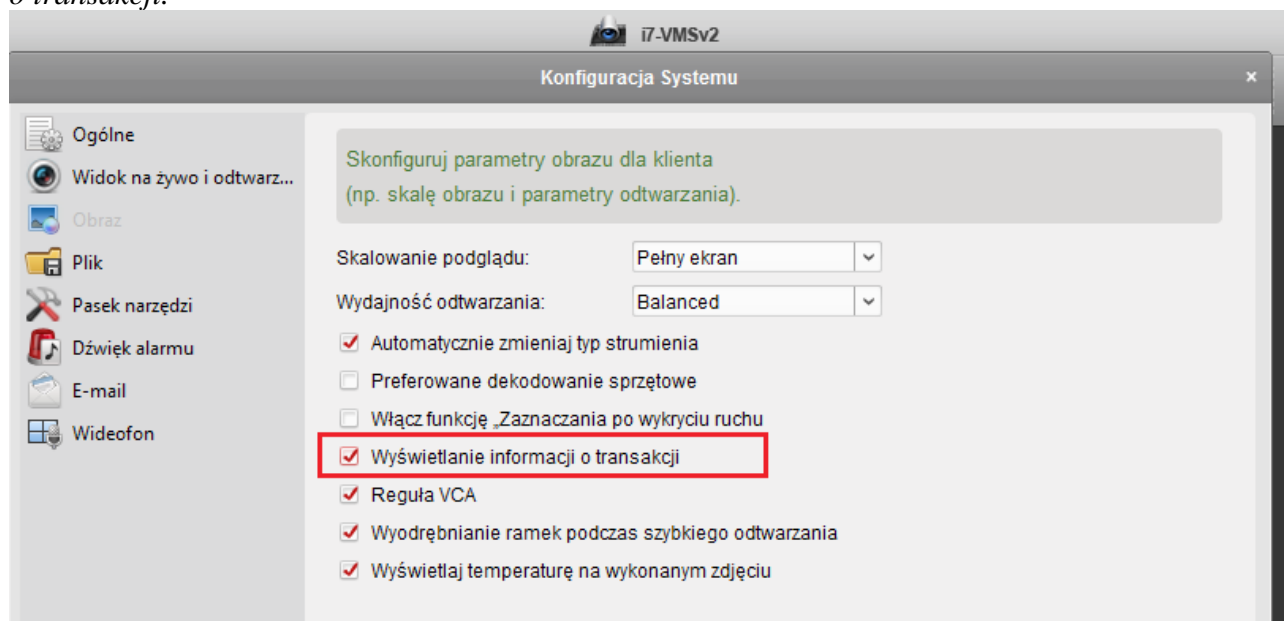 o transakcji.
i7-VMSv2
Konfiguracja Systemu
×
Ogólne
Widok na żywo i odtwarz...
Obraz
Plik
Pasek narzędzi
Dźwięk alarmu
E-mail
Wideofon
Skonfiguruj parametry obrazu dla klienta
(np. skalę obrazu i parametry odtwarzania).
Skalowanie podglądu: Pełny ekran
Wydajność odtwarzania: Balanced
Automatycznie zmieniaj typ strumienia
Preferowane dekodowanie sprzętowe
Włącz funkcję „Zaznaczania po wykryciu ruchu
Wyświetlanie informacji o transakcji
Reguła VCA
Wyodrębnianie ramek podczas szybkiego odtwarzania
Wyświetlaj temperaturę na wykonanym zdjęciu